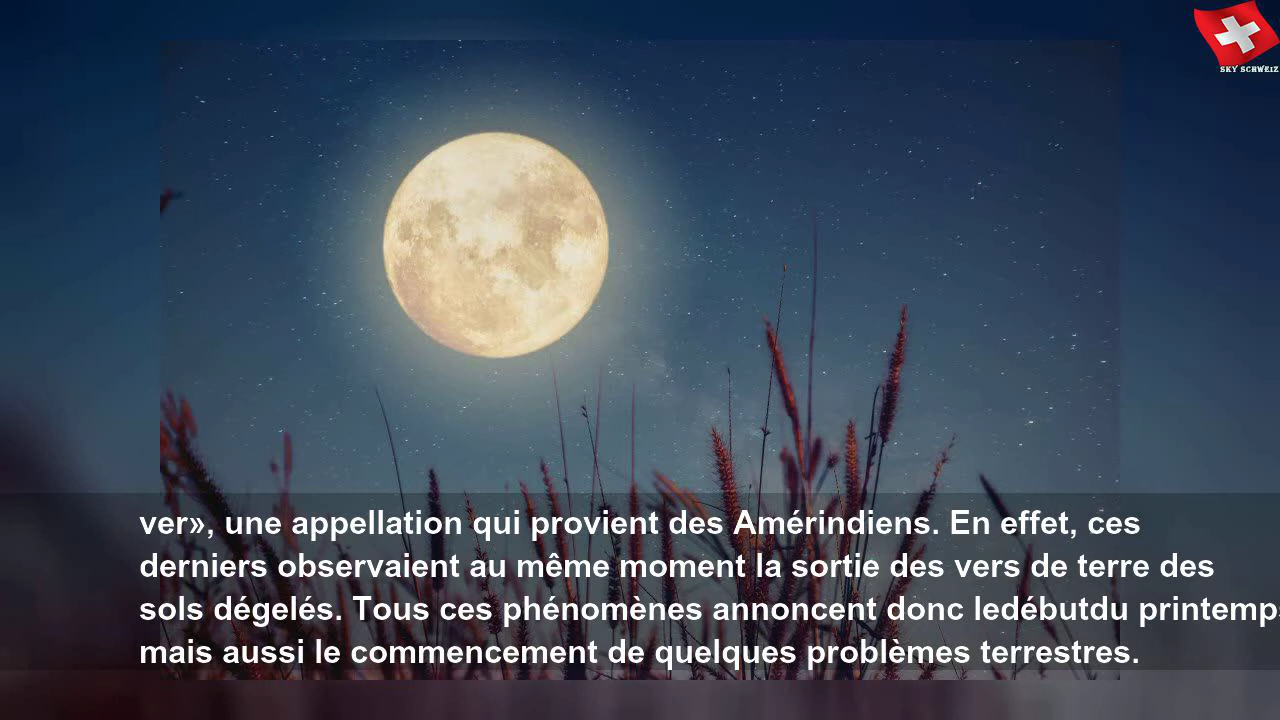 SKY SCHWEIZ
ver», une appellation qui provient des Amérindiens. En effet, ces
derniers observaient au même moment la sortie des vers de terre des
sols dégelés. Tous ces phénomènes annoncent donc ledébutdu printemp
mais aussi le commencement de quelques problèmes terrestres.